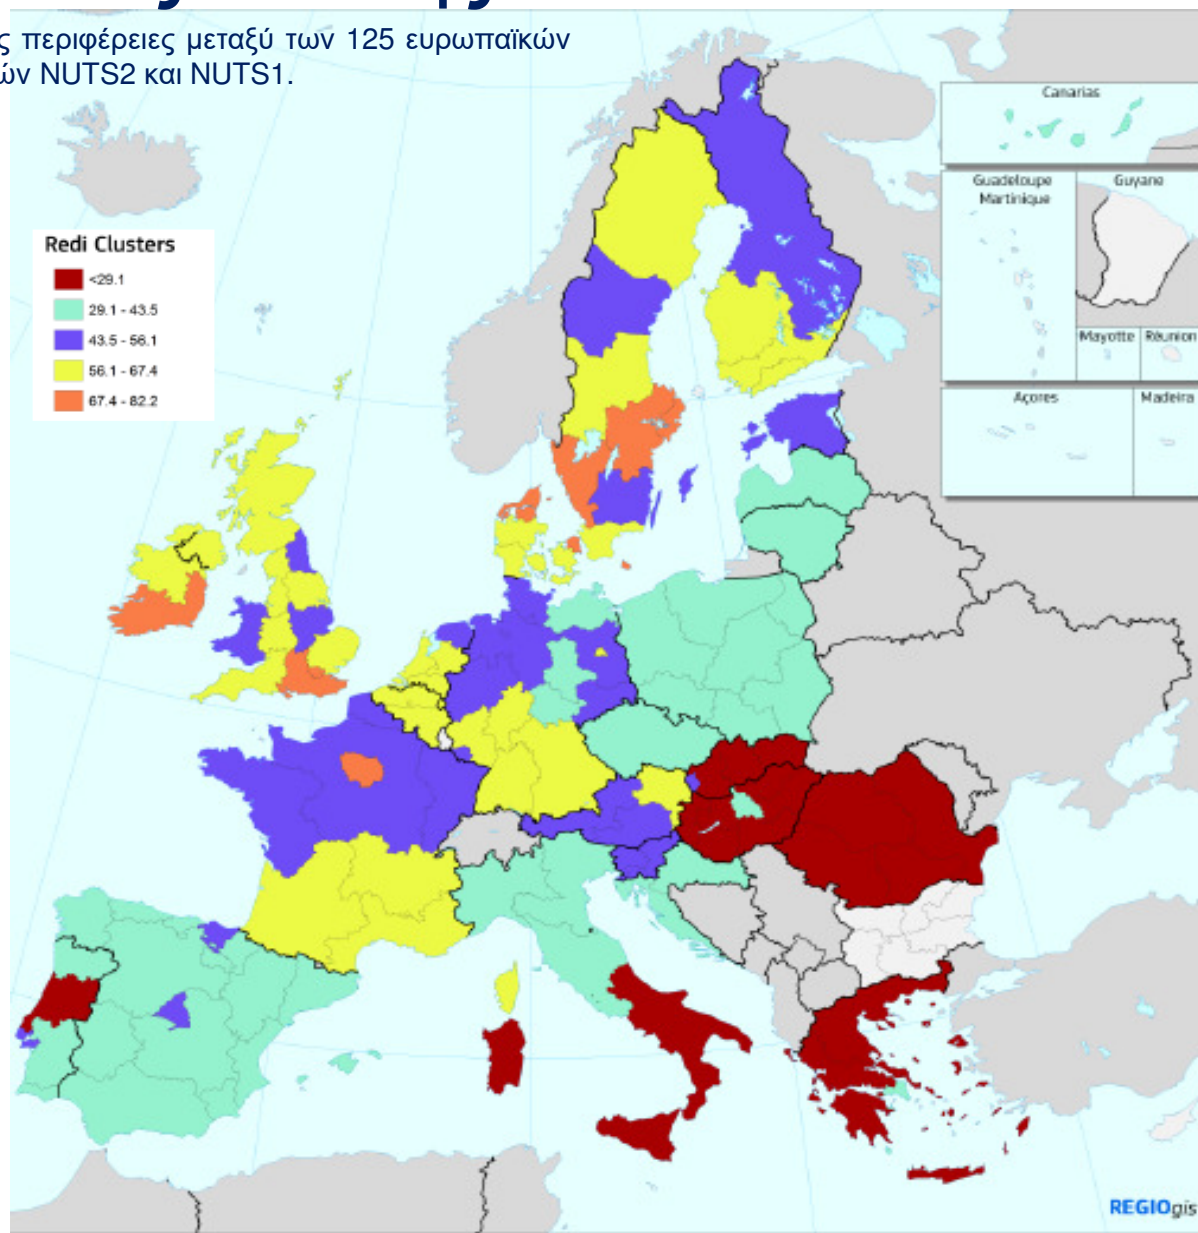 ς περιφέρειες μεταξύ των 125 ευρωπαϊκών
ών NUTS2 και NUTS1.
Canarias
Guadeloupe
Martinique
Guyane
Redi Clusters
<29.1
29.1 - 43.5
43.5 - 56.1
56.1 - 67.4
67.4 - 82.2
Mayotte
Réunion
Açores
Madeira
REGIOgis